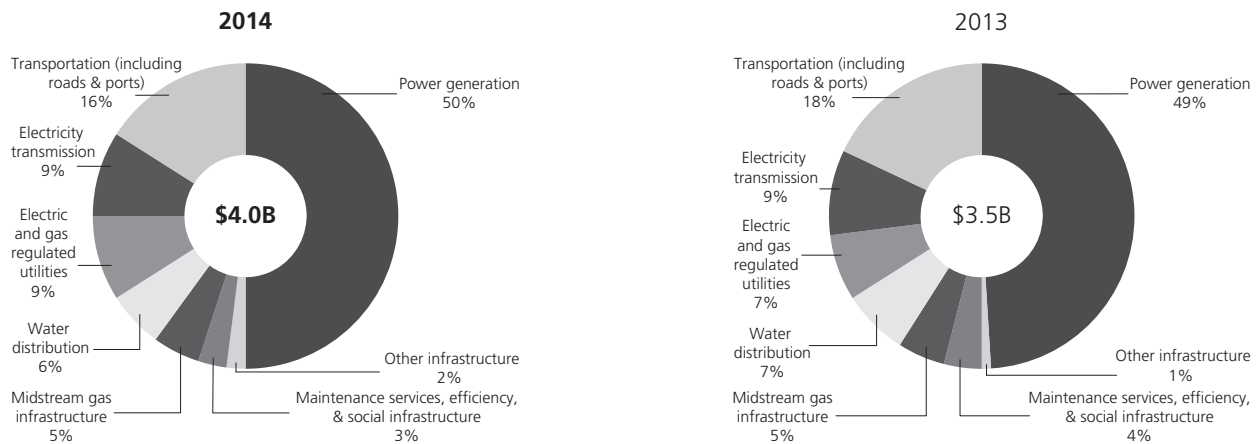 2014
Transportation (including
roads & ports)
16%
Power generation
50%
Electricity
transmission
9%
$4.0B
Electric
and gas
regulated
utilities
9%
Water
distribution
6%
Other infrastructure
2%
Midstream gas
infrastructure
5%
Maintenance services, efficiency,
& social infrastructure
3%
2013
Transportation (including
roads & ports)
18%
Power generation
49%
Electricity
transmission
9%
$3.5B
Electric
and gas
regulated
utilities
7%
Water
distribution
7%
Other infrastructure
1%
Midstream gas
infrastructure
5%
Maintenance services, efficiency,
& social infrastructure
4%